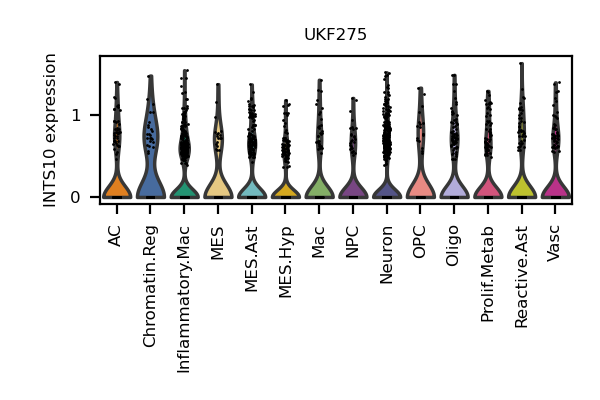 UKF275
INTS10 expression
1
0
AC
Chromatin.Reg
Inflammatory.Mac
MES
MES.Ast
MES.Hyp
Mac
NPC
Neuron
OPC
Oligo
Prolif.Metab
Reactive.Ast
Vasc